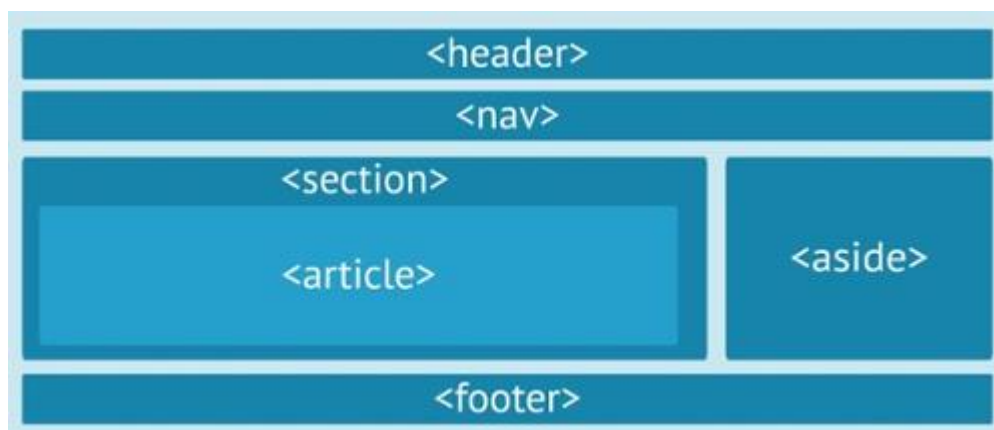 <header>
<nav>
<section>
<article>
<aside>
<footer>